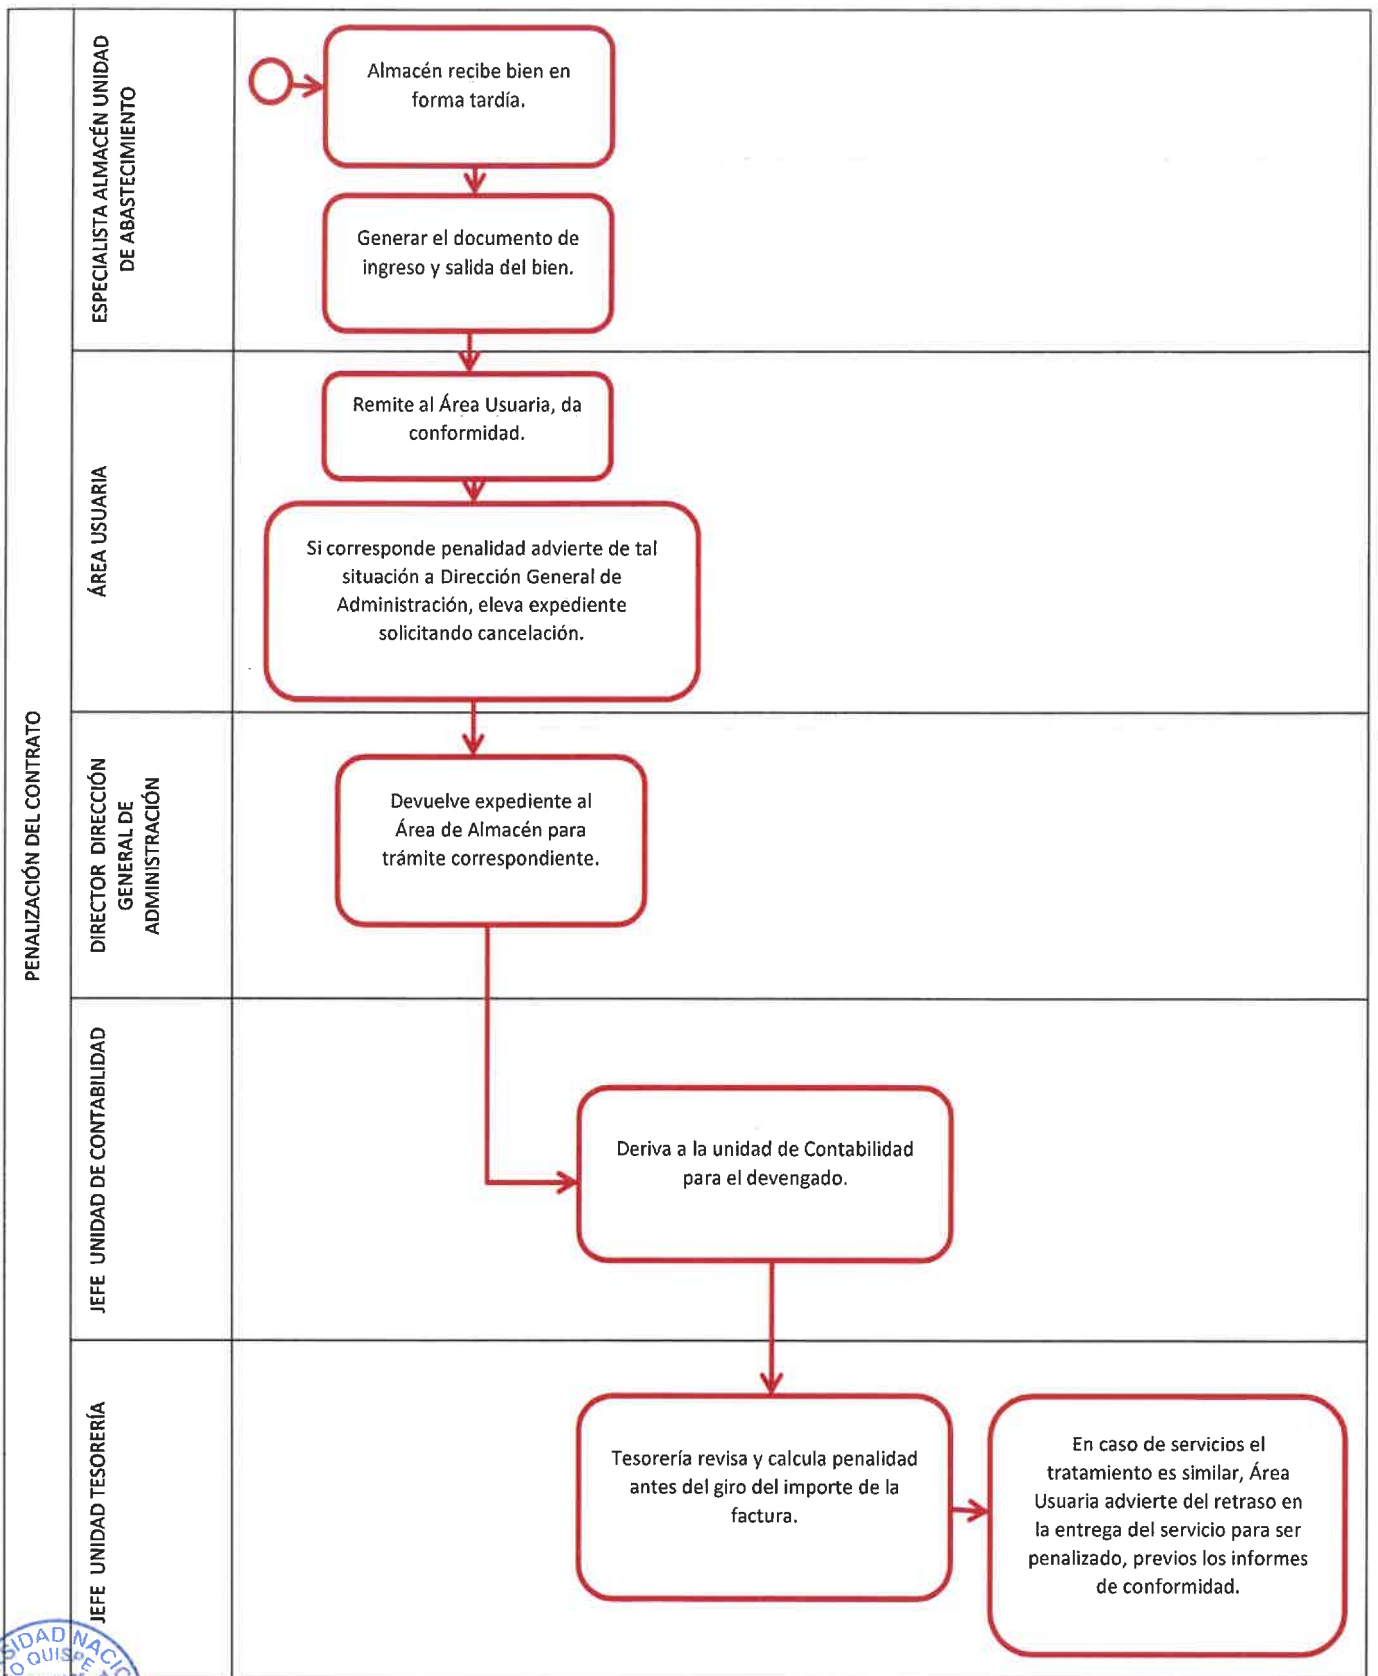 PENALIZACIÓN DEL CONTRATO
ESPECIALISTA ALMACÉN UNIDAD
DE ABASTECIMIENTO
Almacén recibe bien en
forma tardía.
Generar el documento de
ingreso y salida del bien.
ÁREA USUARIA
Remite al Área Usuaria, da
conformidad.
Si corresponde penalidad advierte de tal
situación a Dirección General de
Administración, eleva expediente
solicitando cancelación.
DIRECTOR DIRECCIÓN
GENERAL DE
ADMINISTRACIÓN
Devuelve expediente al
Área de Almacén para
trámite correspondiente.
JEFE UNIDAD DE CONTABILIDAD
Deriva a la unidad de Contabilidad
para el devengado.
JEFE UNIDAD TESORERÍA
Tesorería revisa y calcula penalidad
antes del giro del importe de la
factura.
En caso de servicios el
tratamiento es similar, Área
Usuaria advierte del retraso en
la entrega del servicio para ser
penalizado, previos los informes
de conformidad.
SIDAD NACIO
O QUISPE